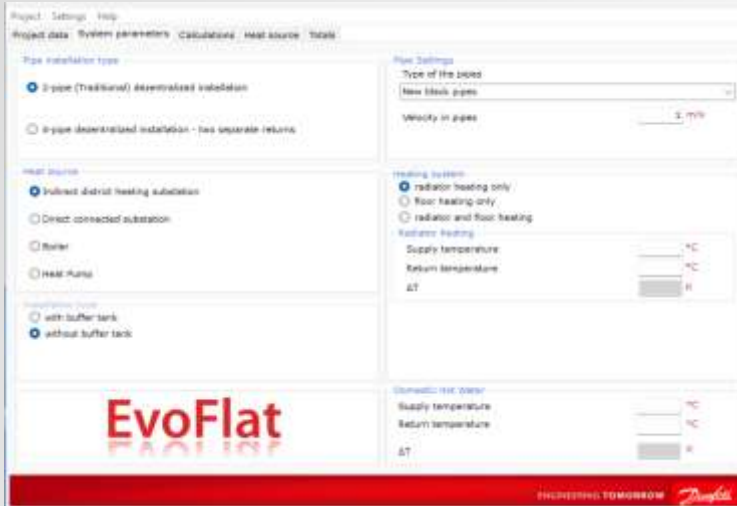 Project Settings Help
Project data System parameters Calculations Heat source Totals
Pipe installation type
2-pipe (Traditional) decentralized installation
3-pipe decentralized installation - two separate returns
Pipe Settings
Type of the pipes
New black pipes
Velocity in pipes 1 m/s
Heat source
Indirect district heating substation
Direct connected substation
Boiler
Heat Pump
Heating System
radiator heating only
floor heating only
radiator and floor heating
Radiator heating
Supply temperature °C
Return temperature °C
ΔT K
Installation type
with buffer tank
without buffer tank
EvoFlat
Domestic Hot Water
Supply temperature °C
Return temperature °C
ΔT K
ENGINEERING TOMORROW Danfoss